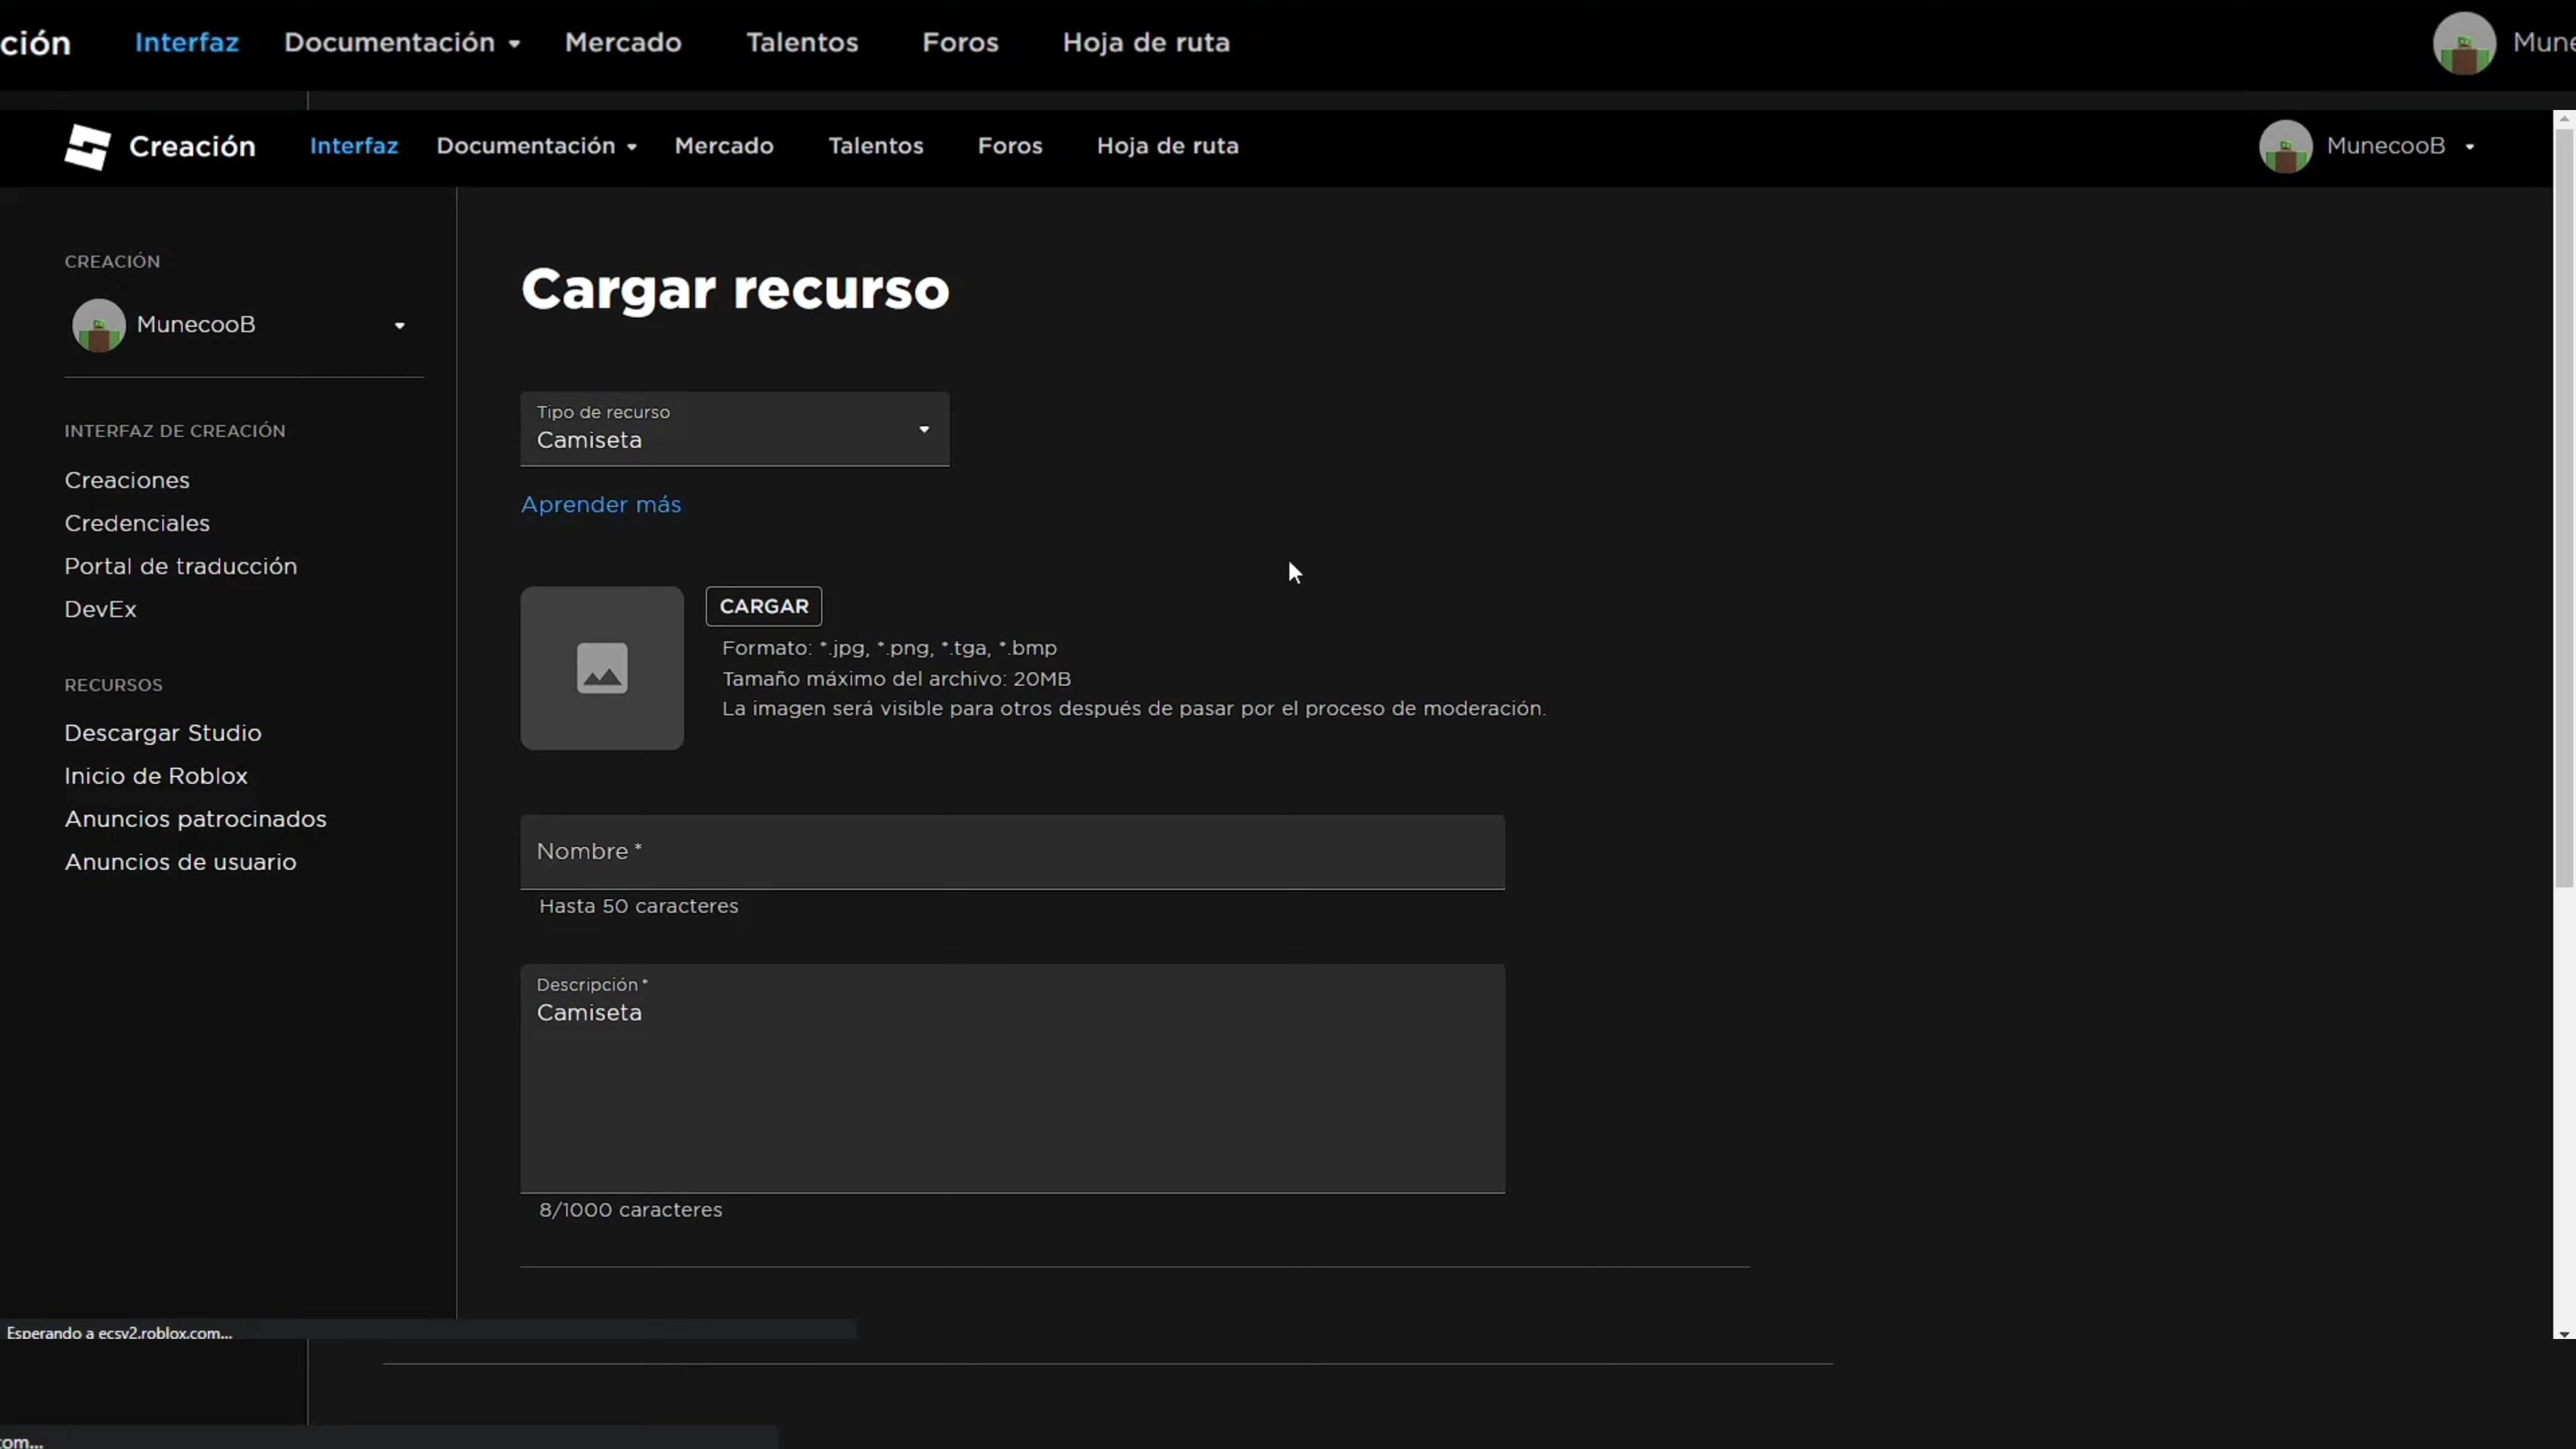 ción Interfaz Documentación Mercado Talentos Foros Hoja de ruta Mune
Creación Interfaz Documentación Mercado Talentos Foros Hoja de ruta MunecooB
CREACIÓN
MunecooB
INTERFAZ DE CREACIÓN
Creaciones
Credenciales
Portal de traducción
DevEx
RECURSOS
Descargar Studio
Inicio de Roblox
Anuncios patrocinados
Anuncios de usuario
Cargar recurso
Tipo de recurso
Camiseta
Aprender más
CARGAR
Formato: *.jpg, *.png, *.tga, *.bmp
Tamaño máximo del archivo: 20MB
La imagen será visible para otros después de pasar por el proceso de moderación.
Nombre *
Hasta 50 caracteres
Descripción *
Camiseta
8/1000 caracteres
Esperando a ecsv2.roblox.com...
com...